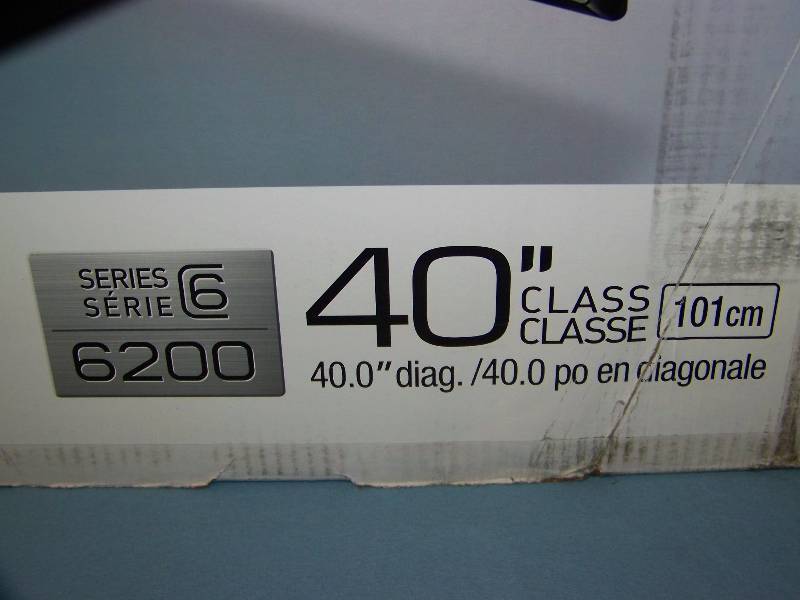 SERIES 6
SÉRIE
6200
40"
CLASS
CLASSE
101cm
40.0" diag. /40.0 po en diagonale